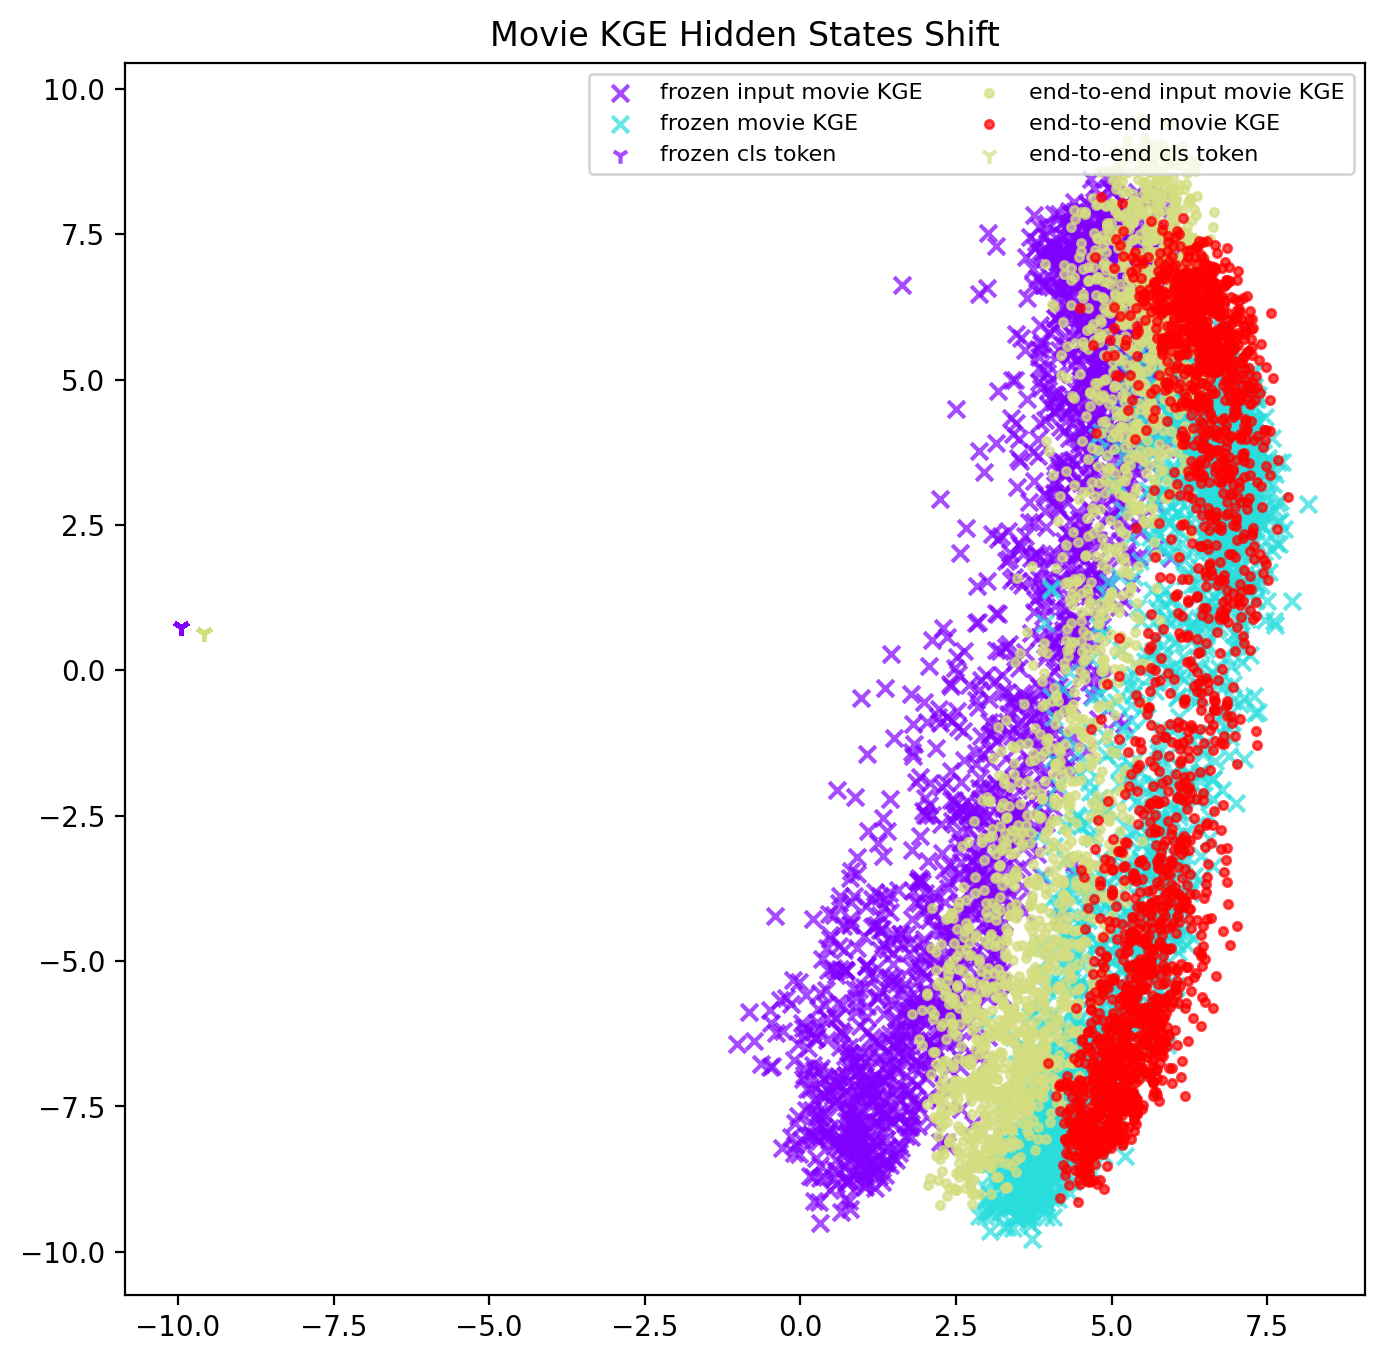 Movie KGE Hidden States Shift
frozen input movie KGE
frozen movie KGE
frozen cls token
end-to-end input movie KGE
end-to-end movie KGE
end-to-end cls token
10.0
7.5
5.0
2.5
0.0
−2.5
−5.0
−7.5
−10.0
−10.0 −7.5 −5.0 −2.5 0.0 2.5 5.0 7.5